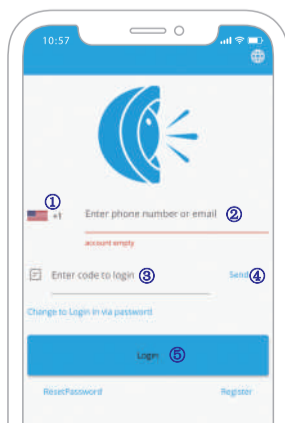 10:57
①
+1 Enter phone number or email ②
account empty
Enter code to login ③ Send ④
Change to Login in via password
Login ⑤
ResetPassword Register